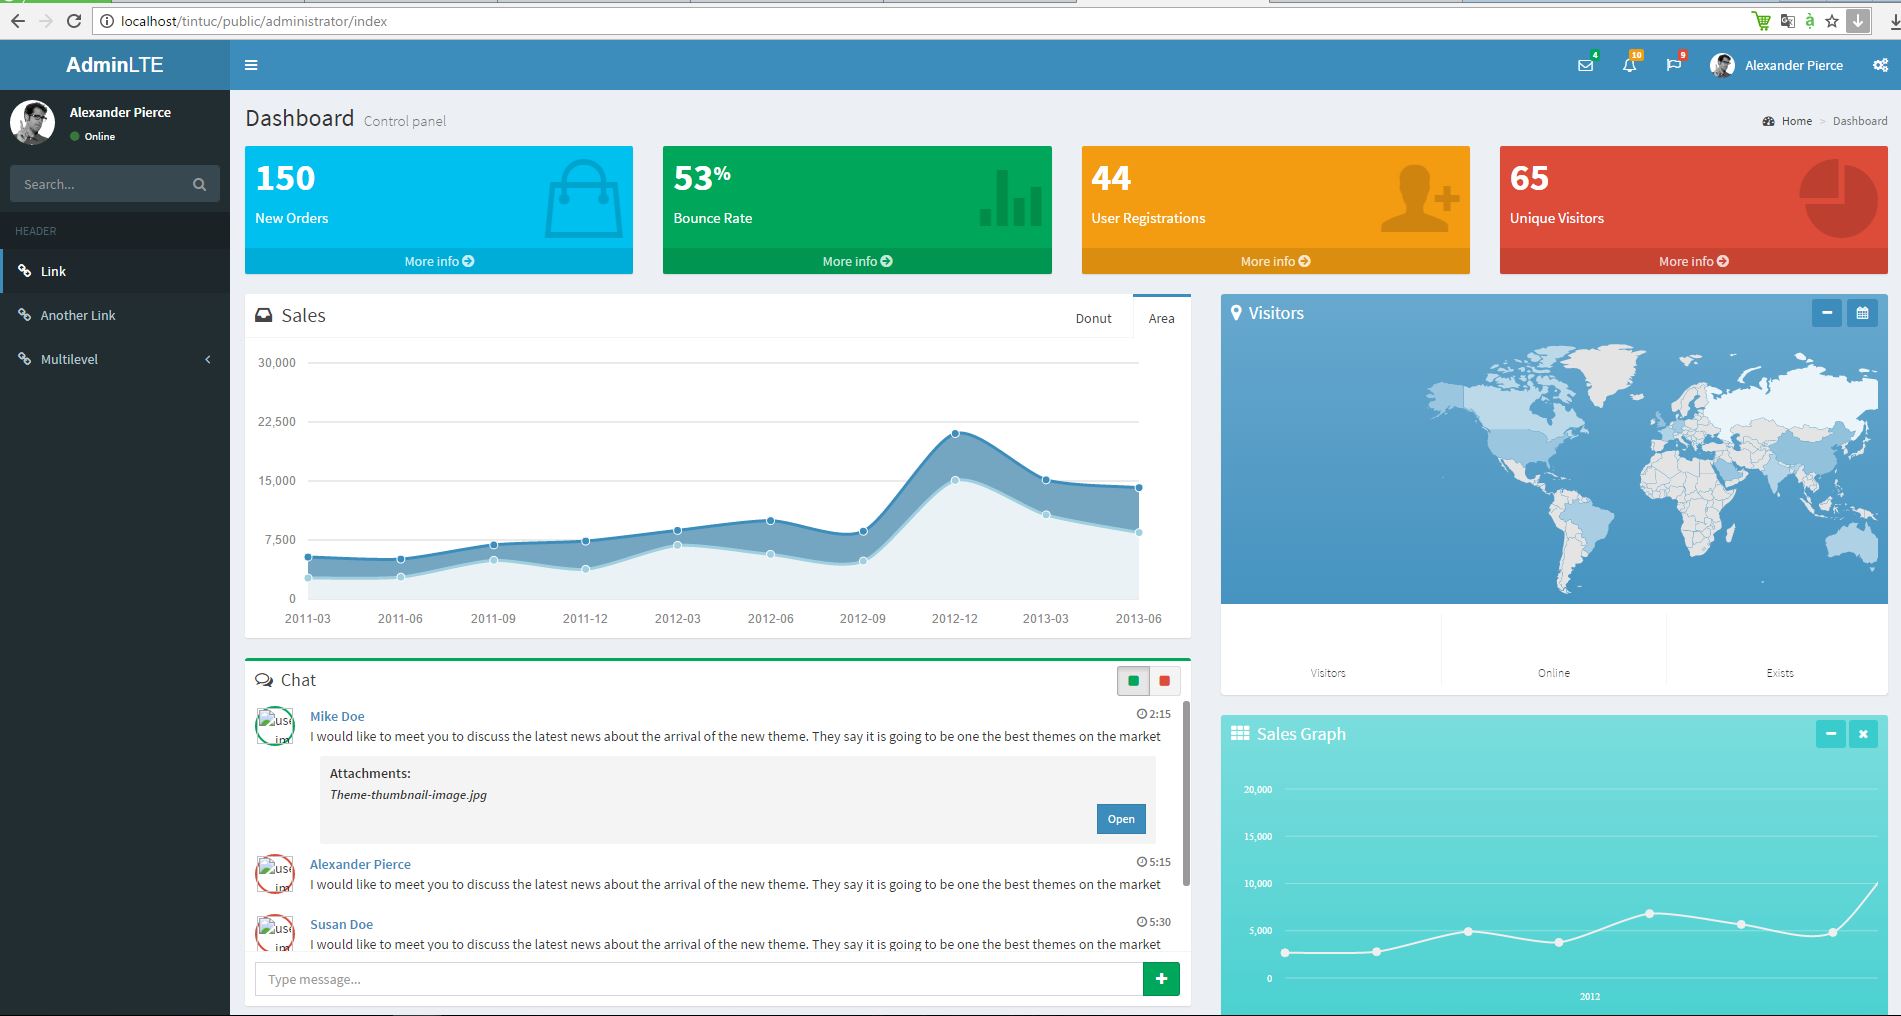 localhost/tintuc/public/administrator/index
AdminLTE
4
10
9
Alexander Pierce
Alexander Pierce
Online
Search...
HEADER
Link
Another Link
Multilevel
Dashboard Control panel
Home > Dashboard
150
New Orders
More info
53%
Bounce Rate
More info
44
User Registrations
More info
65
Unique Visitors
More info
Sales
Donut
Area
30,000
22,500
15,000
7,500
0
2011-03 2011-06 2011-09 2011-12 2012-03 2012-06 2012-09 2012-12 2013-03 2013-06
Chat
Mike Doe
2:15
I would like to meet you to discuss the latest news about the arrival of the new theme. They say it is going to be one the best themes on the market
Attachments:
Theme-thumbnail-image.jpg
Open
Alexander Pierce
5:15
I would like to meet you to discuss the latest news about the arrival of the new theme. They say it is going to be one the best themes on the market
Susan Doe
5:30
I would like to meet you to discuss the latest news about the arrival of the new theme. They say it is going to be one the best themes on the market
Type message...
Visitors
Visitors
Online
Exists
Sales Graph
20,000
15,000
10,000
5,000
0
2012